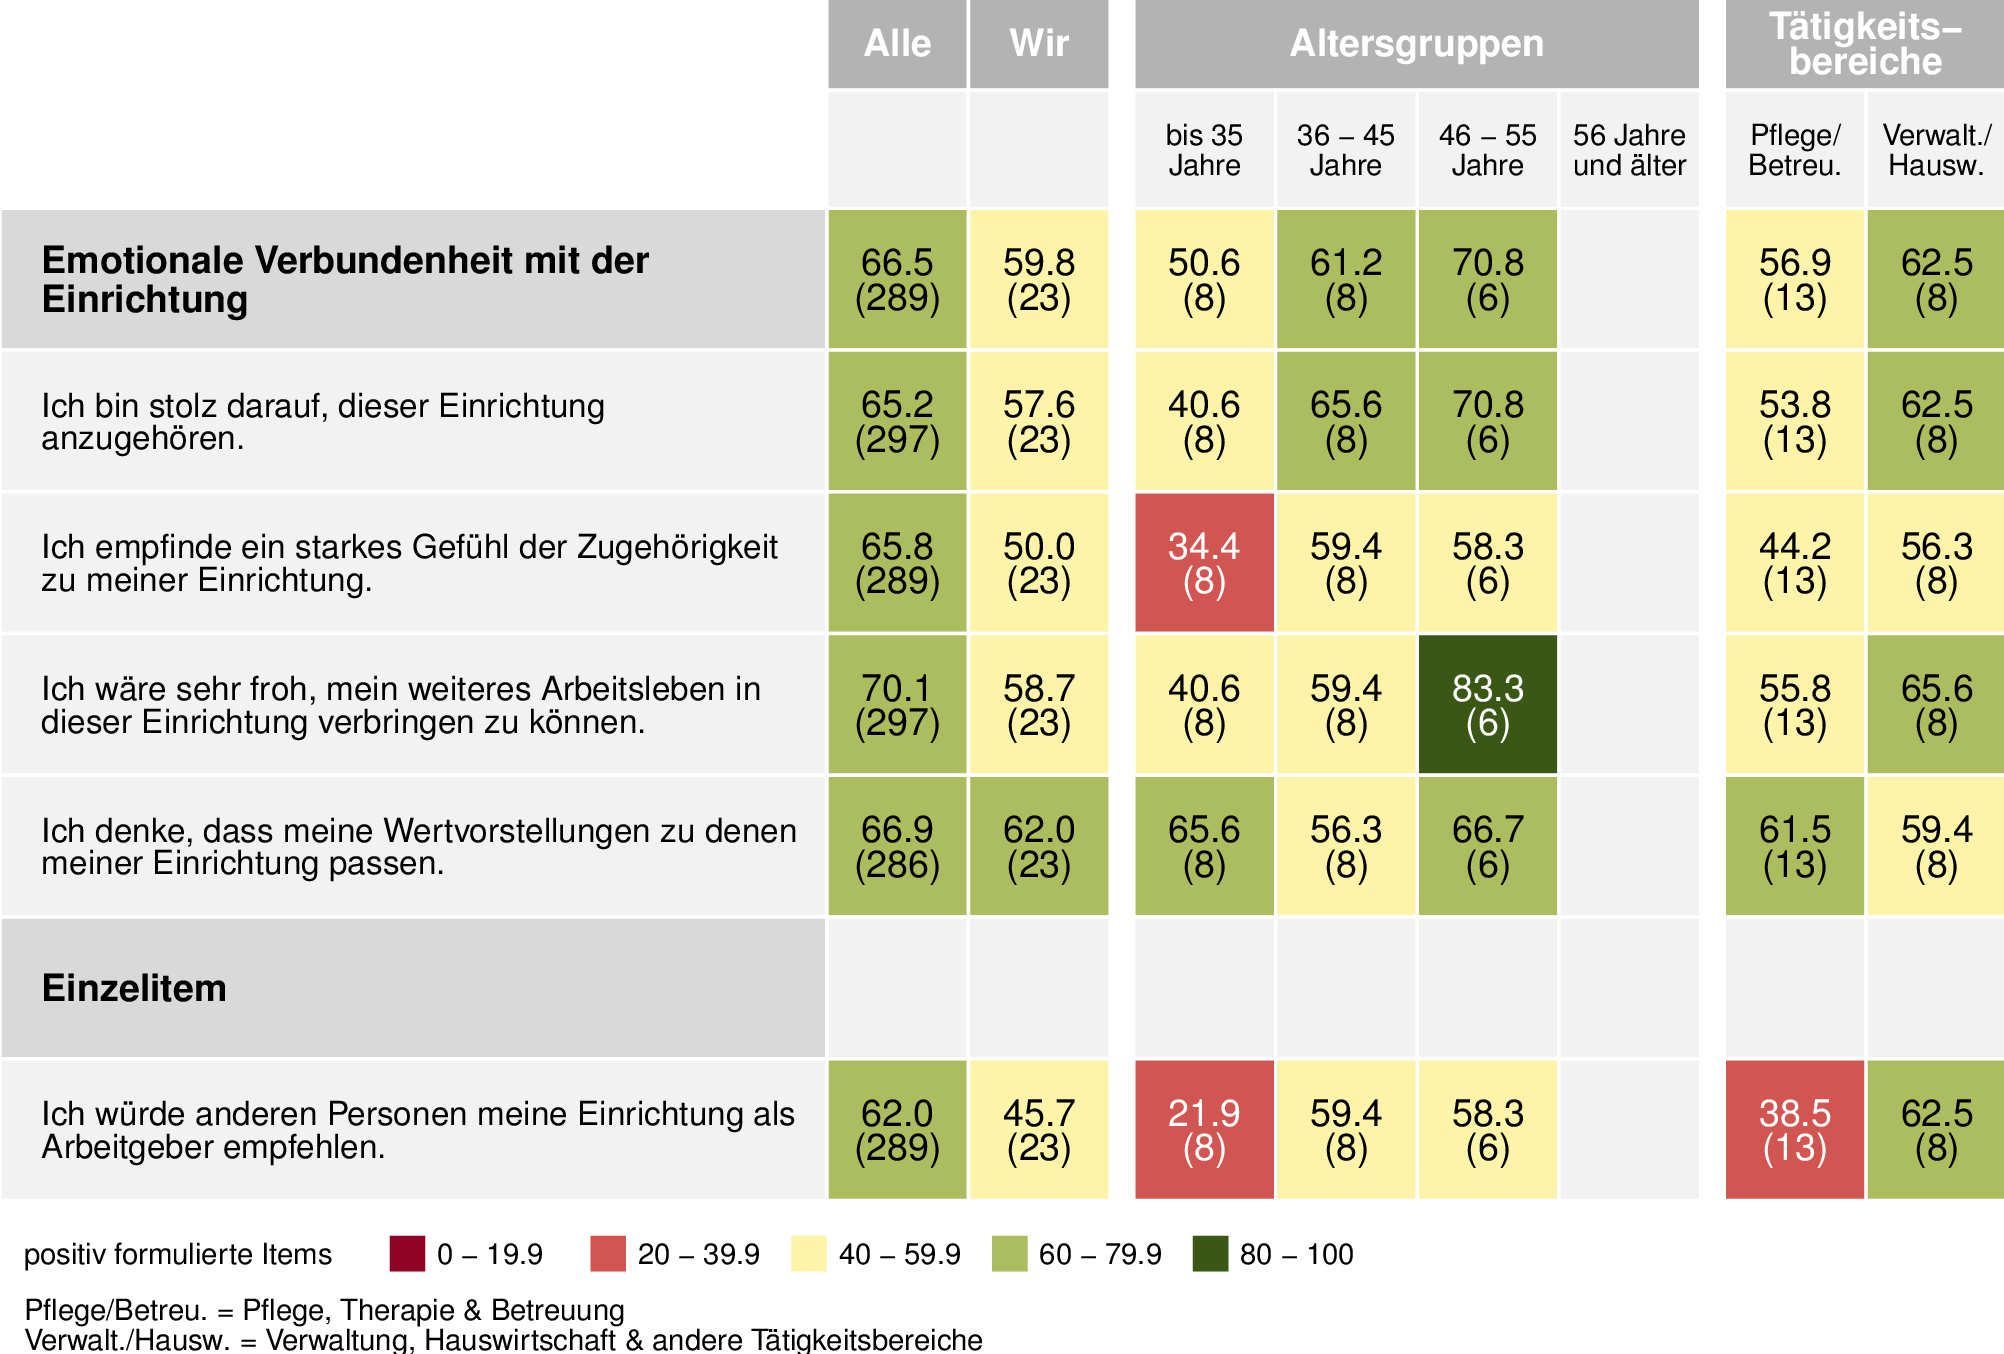 Alle Wir Altersgruppen Tätigkeits–
bereiche
bis 35 36 – 45 46 – 55 56 Jahre Pflege/ Verwalt./
Jahre Jahre Jahre und älter Betreu. Hausw.
Emotionale Verbundenheit mit der 66.5 59.8 50.6 61.2 70.8 56.9 62.5
Einrichtung (289) (23) (8) (8) (6) (13) (8)
Ich bin stolz darauf, dieser Einrichtung 65.2 57.6 40.6 65.6 70.8 53.8 62.5
anzugehören. (297) (23) (8) (8) (6) (13) (8)
Ich empfinde ein starkes Gefühl der Zugehörigkeit 65.8 50.0 34.4 59.4 58.3 44.2 56.3
zu meiner Einrichtung. (289) (23) (8) (8) (6) (13) (8)
Ich wäre sehr froh, mein weiteres Arbeitsleben in 70.1 58.7 40.6 59.4 83.3 55.8 65.6
dieser Einrichtung verbringen zu können. (297) (23) (8) (8) (6) (13) (8)
Ich denke, dass meine Wertvorstellungen zu denen 66.9 62.0 65.6 56.3 66.7 61.5 59.4
meiner Einrichtung passen. (286) (23) (8) (8) (6) (13) (8)
Einzelitem
Ich würde anderen Personen meine Einrichtung als 62.0 45.7 21.9 59.4 58.3 38.5 62.5
Arbeitgeber empfehlen. (289) (23) (8) (8) (6) (13) (8)
positiv formulierte Items 0 – 19.9 20 – 39.9 40 – 59.9 60 – 79.9 80 – 100
Pflege/Betreu. = Pflege, Therapie & Betreuung
Verwalt./Hausw. = Verwaltung, Hauswirtschaft & andere Tätigkeitsbereiche